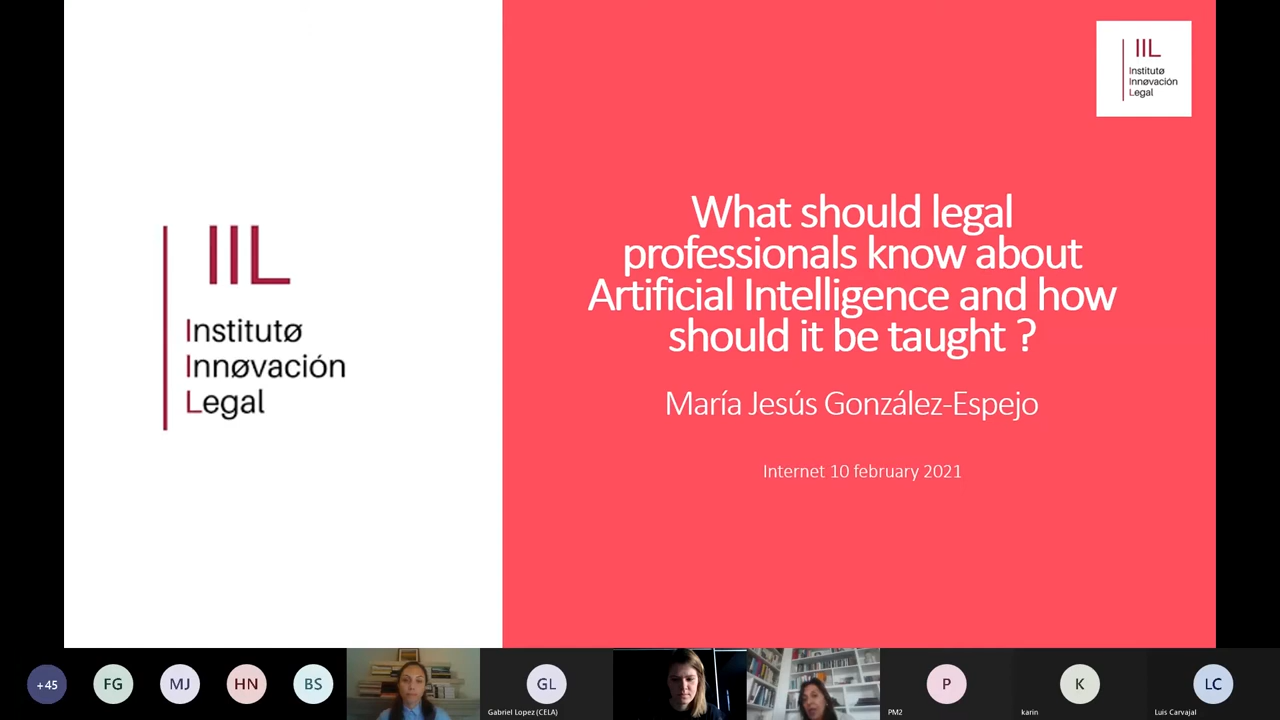 IIL
Institutø
Innøvación
Legal
IIL
Institutø
Innøvación
Legal
What should legal
professionals know about
Artificial Intelligence and how
should it be taught ?
María Jesús González-Espejo
Internet 10 february 2021
+45
FG
MJ
HN
BS
GL
Gabriel Lopez (CELA)
P
PM2
K
karin
LC
Luis Carvajal